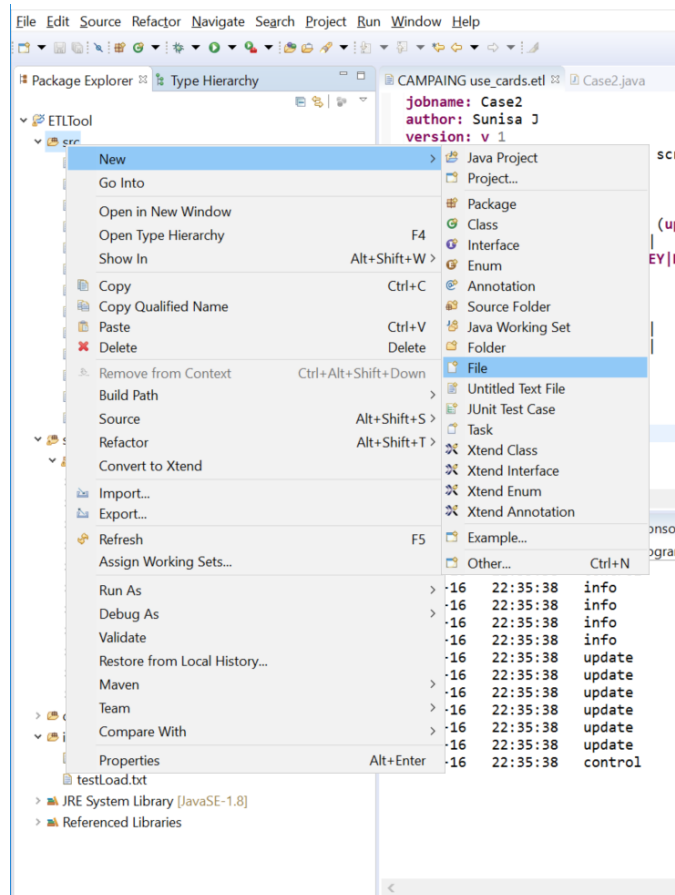 File Edit Source Refactor Navigate Search Project Run Window Help
Package Explorer Type Hierarchy
CAMPAING use_cards.etl Case2.java
jobname: Case2
author: Sunisa J
version: v 1
ETLTool
src
New
Go Into
Open in New Window
Open Type Hierarchy F4
Show In Alt+Shift+W >
Copy Ctrl+C
Copy Qualified Name
Paste Ctrl+V
Delete Delete
Remove from Context Ctrl+Alt+Shift+Down
Build Path
Source Alt+Shift+S >
Refactor Alt+Shift+T >
Convert to Xtend
Import...
Export...
Refresh F5
Assign Working Sets...
Run As
Debug As
Validate
Restore from Local History...
Maven
Team
Compare With
Properties Alt+Enter
Java Project
Project...
Package
Class
Interface
Enum
Annotation
Source Folder
Java Working Set
Folder
File
Untitled Text File
JUnit Test Case
Task
Xtend Class
Xtend Interface
Xtend Enum
Xtend Annotation
Example...
Other... Ctrl+N
-16 22:35:38 info
-16 22:35:38 info
-16 22:35:38 info
-16 22:35:38 info
-16 22:35:38 update
-16 22:35:38 update
-16 22:35:38 update
-16 22:35:38 update
-16 22:35:38 update
-16 22:35:38 update
-16 22:35:38 control
testLoad.txt
JRE System Library [JavaSE-1.8]
Referenced Libraries